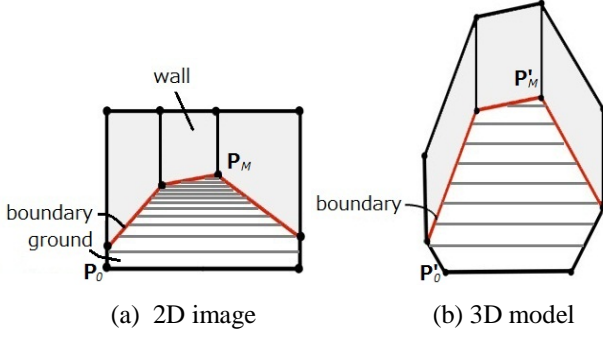 wall
P_M
boundary
ground
P_0
(a) 2D image
P'_M
boundary
P'_0
(b) 3D model